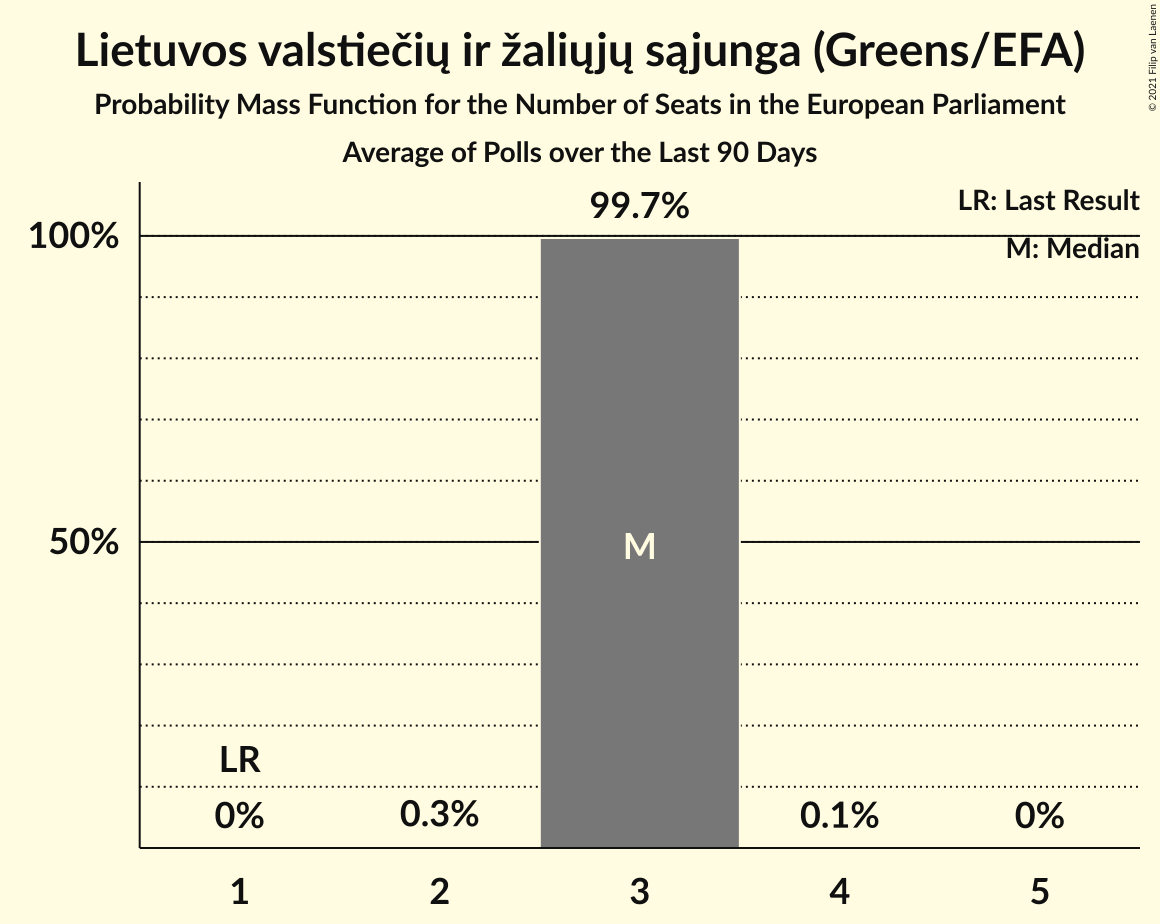 Lietuvos valstiečių ir žaliųjų sąjunga (Greens/EFA)
Probability Mass Function for the Number of Seats in the European Parliament
Average of Polls over the Last 90 Days
© 2021 Filip van Laenen
LR: Last Result
M: Median
99.7%
100%
50%
M
LR
0%
0.3%
0.1%
0%
1
2
3
4
5